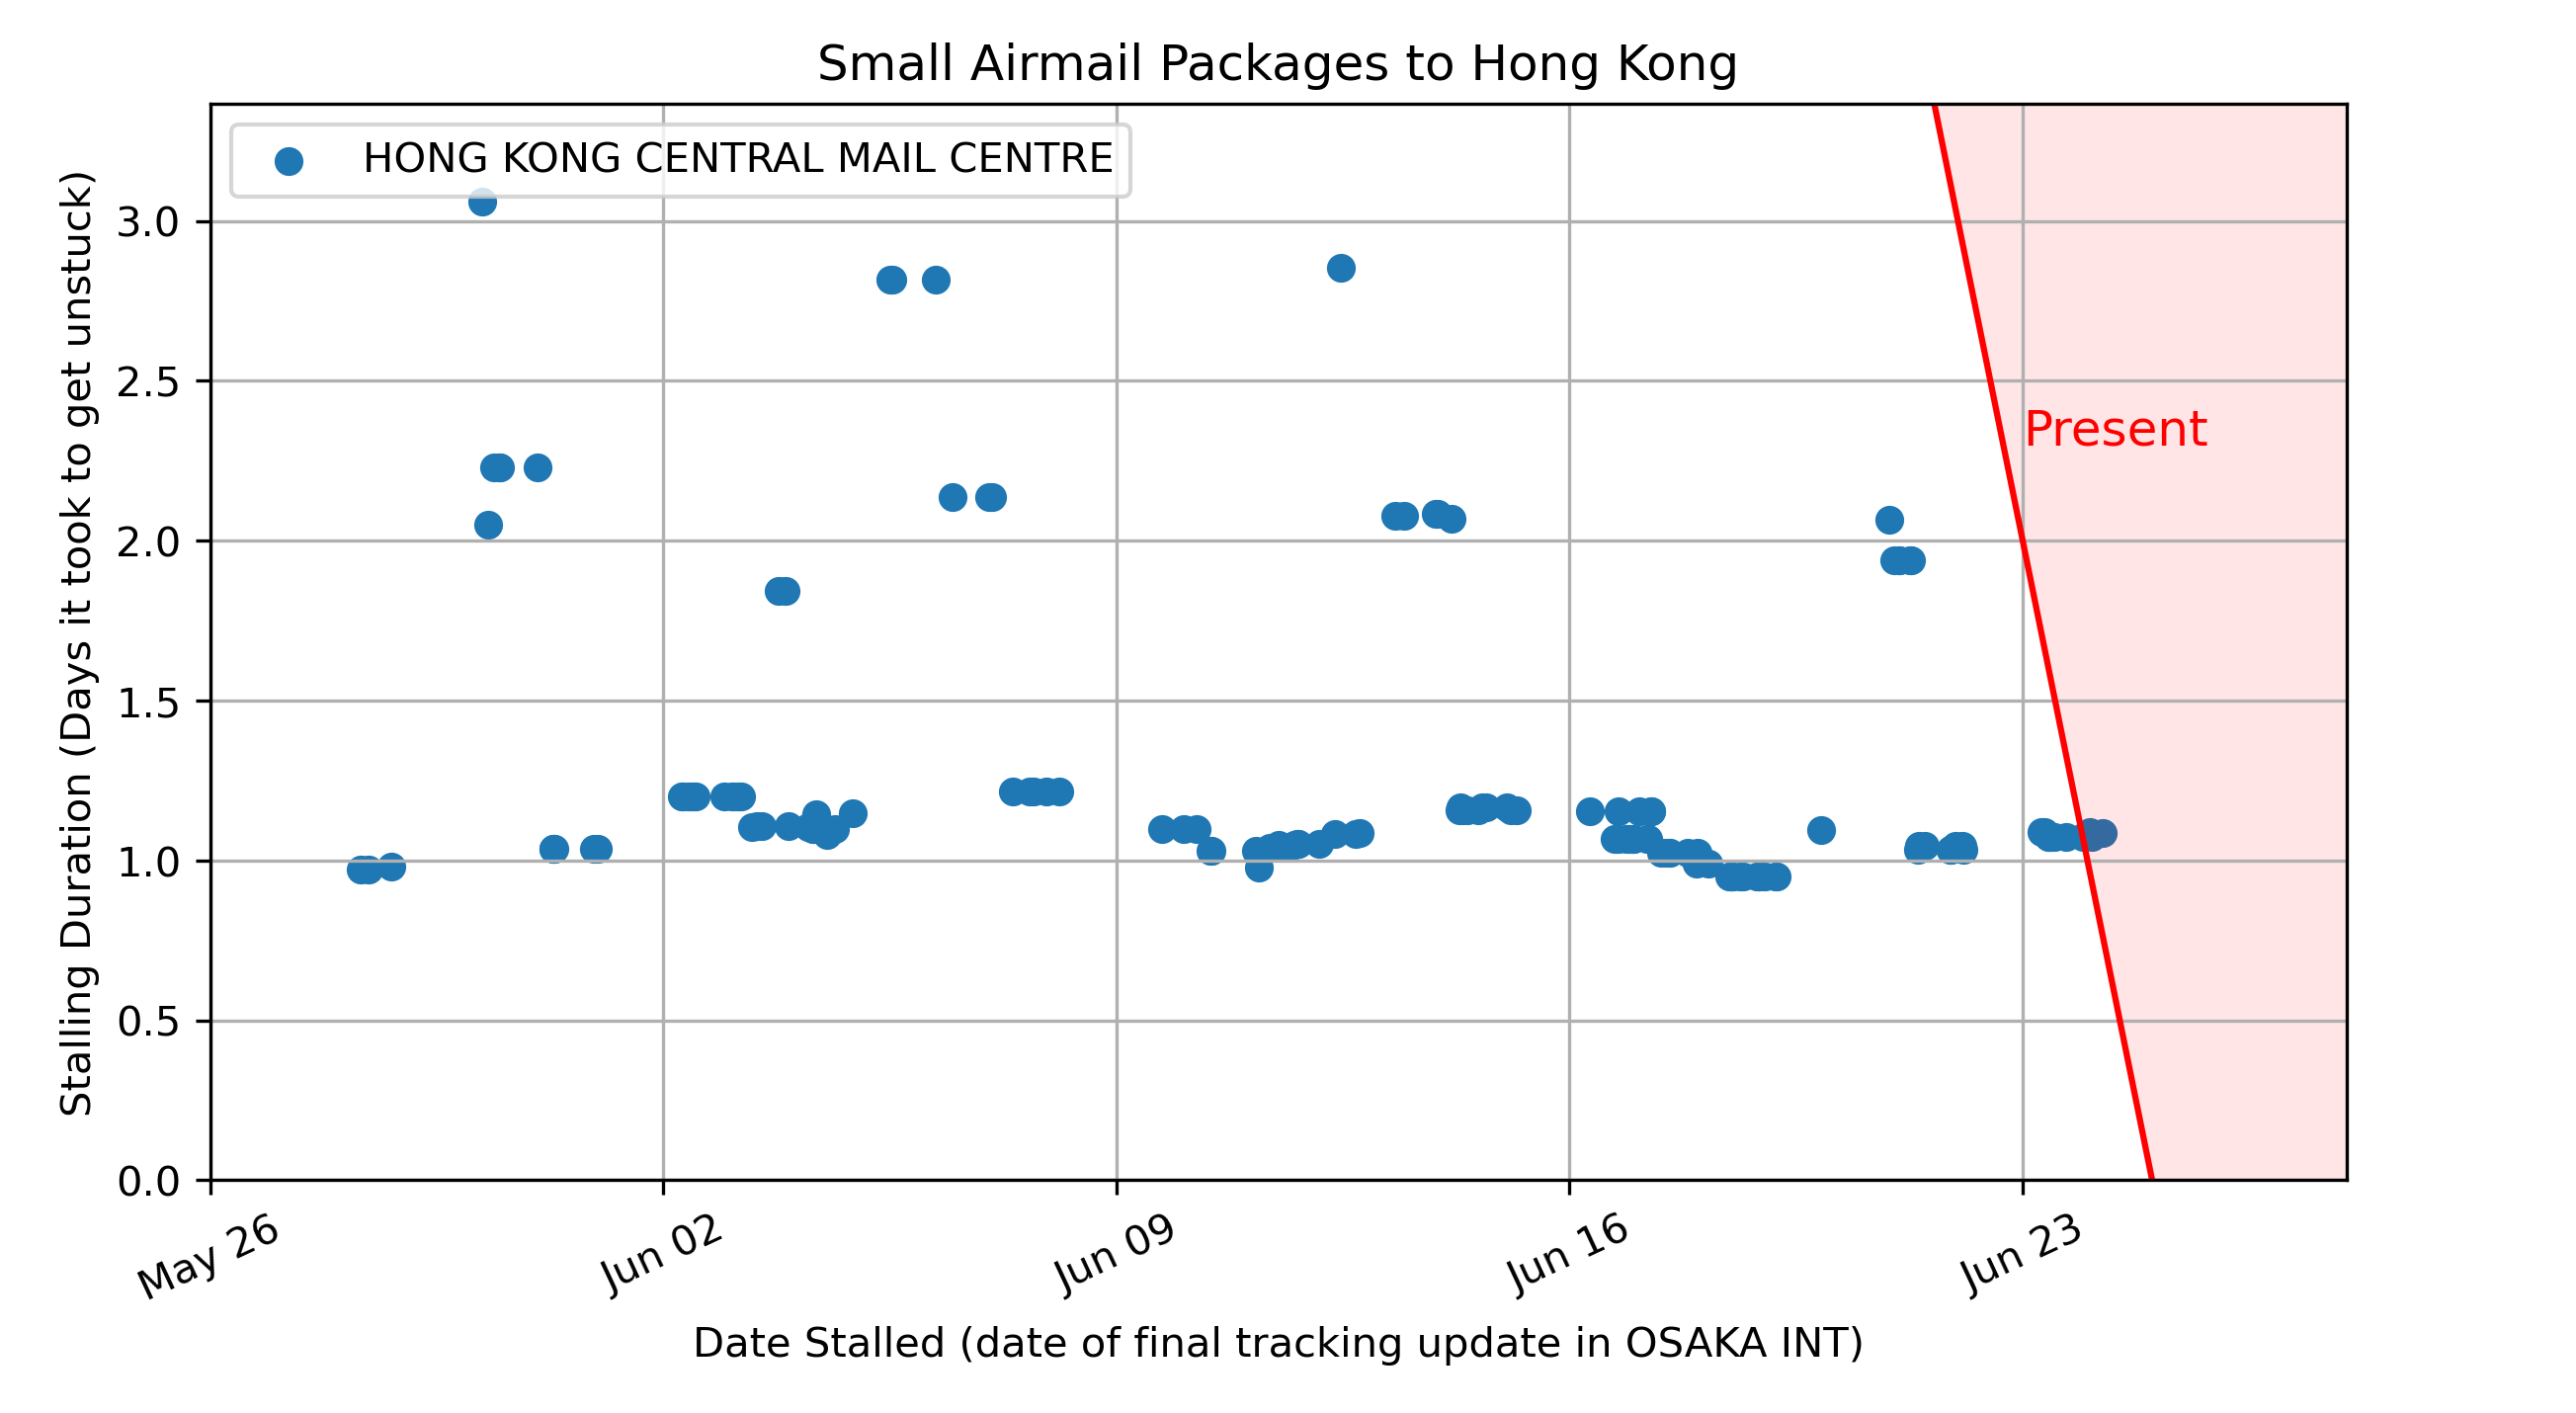 Small Airmail Packages to Hong Kong
HONG KONG CENTRAL MAIL CENTRE
Stalling Duration (Days it took to get unstuck)
3.0
2.5
2.0
1.5
1.0
0.5
0.0
Present
May 26
Jun 02
Jun 09
Jun 16
Jun 23
Date Stalled (date of final tracking update in OSAKA INT)